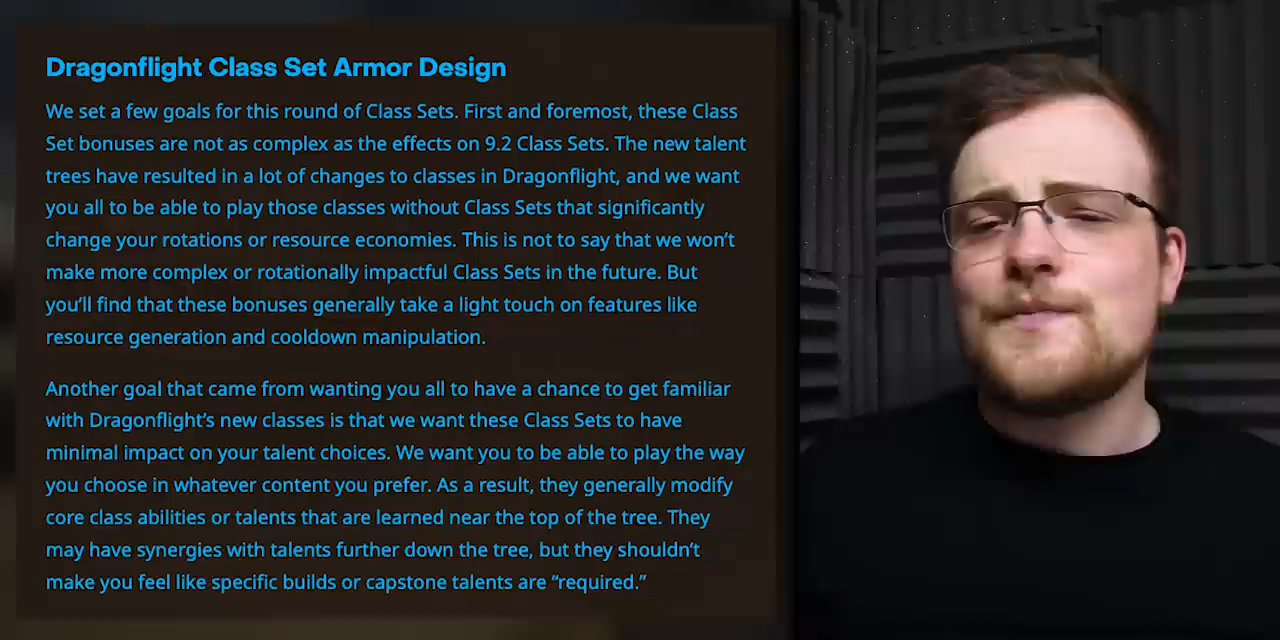 Dragonflight Class Set Armor Design
We set a few goals for this round of Class Sets. First and foremost, these Class
Set bonuses are not as complex as the effects on 9.2 Class Sets. The new talent
trees have resulted in a lot of changes to classes in Dragonflight, and we want
you all to be able to play those classes without Class Sets that significantly
change your rotations or resource economies. This is not to say that we won’t
make more complex or rotationally impactful Class Sets in the future. But
you’ll find that these bonuses generally take a light touch on features like
resource generation and cooldown manipulation.
Another goal that came from wanting you all to have a chance to get familiar
with Dragonflight’s new classes is that we want these Class Sets to have
minimal impact on your talent choices. We want you to be able to play the way
you choose in whatever content you prefer. As a result, they generally modify
core class abilities or talents that are learned near the top of the tree. They
may have synergies with talents further down the tree, but they shouldn’t
make you feel like specific builds or capstone talents are “required.”